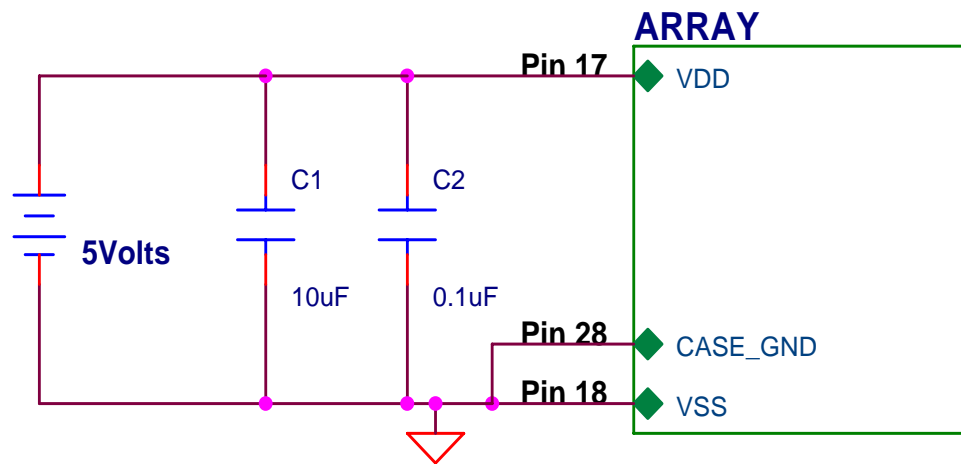 ARRAY
Pin 17
VDD
C1
C2
5Volts
10uF
0.1uF
Pin 28
CASE_GND
Pin 18
VSS